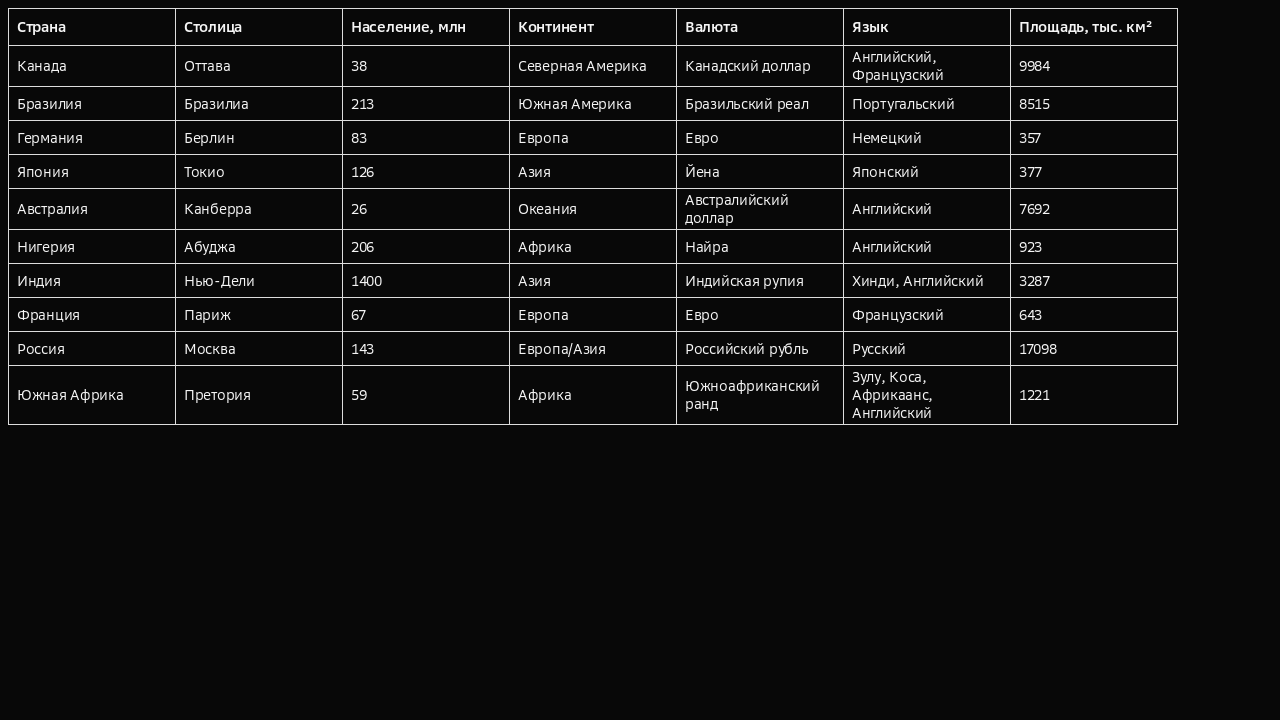 Страна Столица Население, млн Континент Валюта Язык Площадь, тыс. км²
Канада Оттава 38 Северная Америка Канадский доллар Английский, Французский 9984
Бразилия Бразилиа 213 Южная Америка Бразильский реал Португальский 8515
Германия Берлин 83 Европа Евро Немецкий 357
Япония Токио 126 Азия Йена Японский 377
Австралия Канберра 26 Океания Австралийский доллар Английский 7692
Нигерия Абуджа 206 Африка Найра Английский 923
Индия Нью-Дели 1400 Азия Индийская рупия Хинди, Английский 3287
Франция Париж 67 Европа Евро Французский 643
Россия Москва 143 Европа/Азия Российский рубль Русский 17098
Южная Африка Претория 59 Африка Южноафриканский ранд Зулу, Коса, Африкаанс, Английский 1221